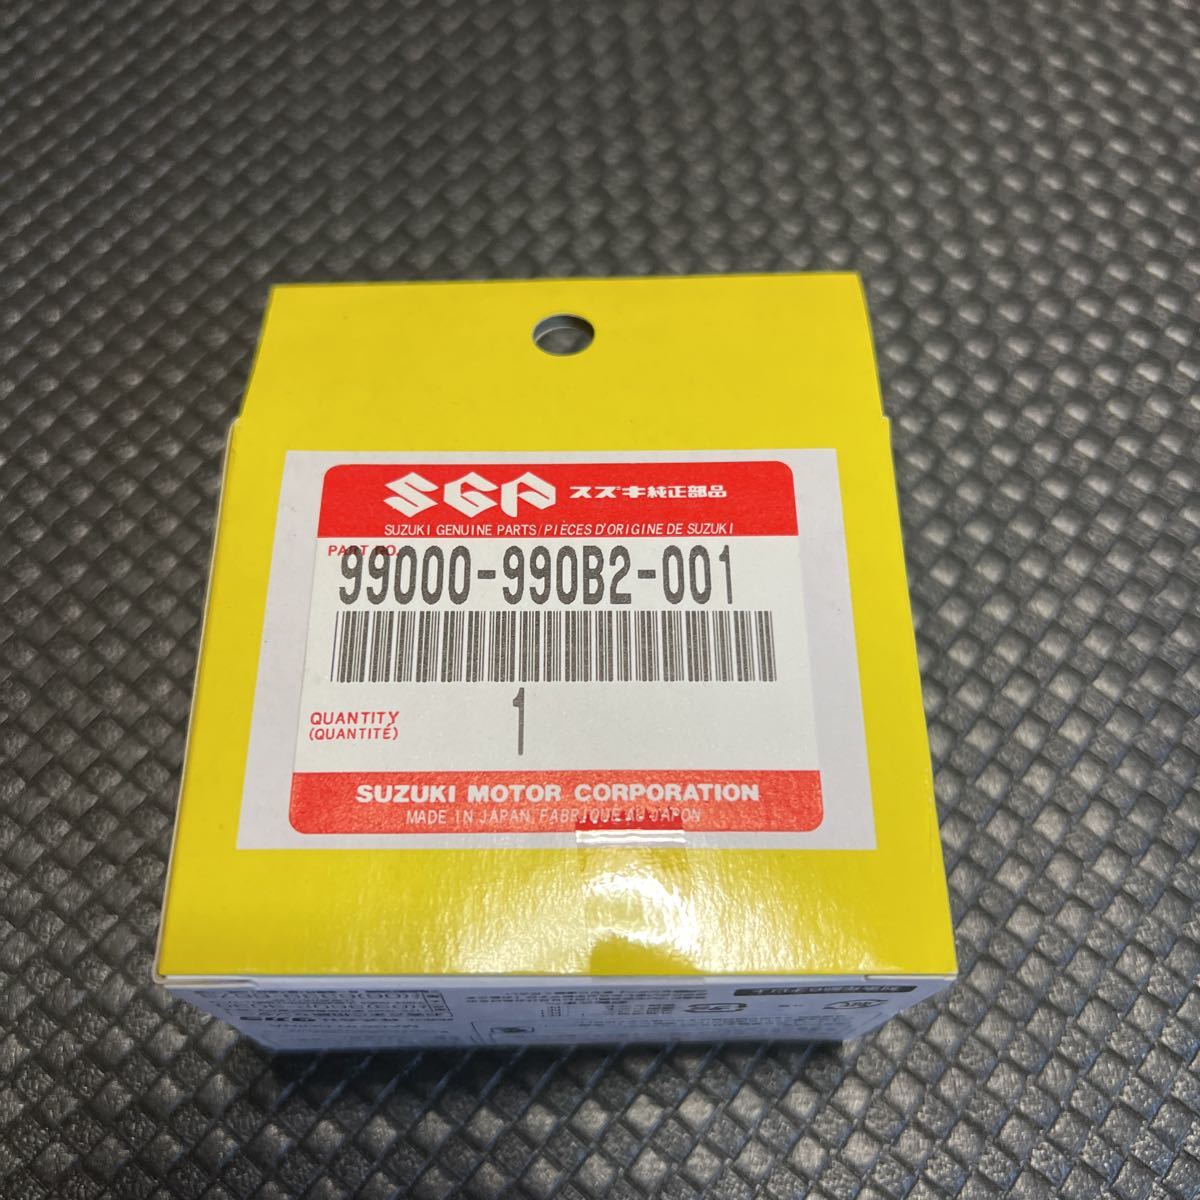 SGP スズキ純正部品
SUZUKI GENUINE PARTS/PIÈCES D'ORIGINE DE SUZUKI
PART NO.
99000-990B2-001
QUANTITY
(QUANTITÉ)
1
SUZUKI MOTOR CORPORATION
MADE IN JAPAN, FABRIQUE AU JAPON